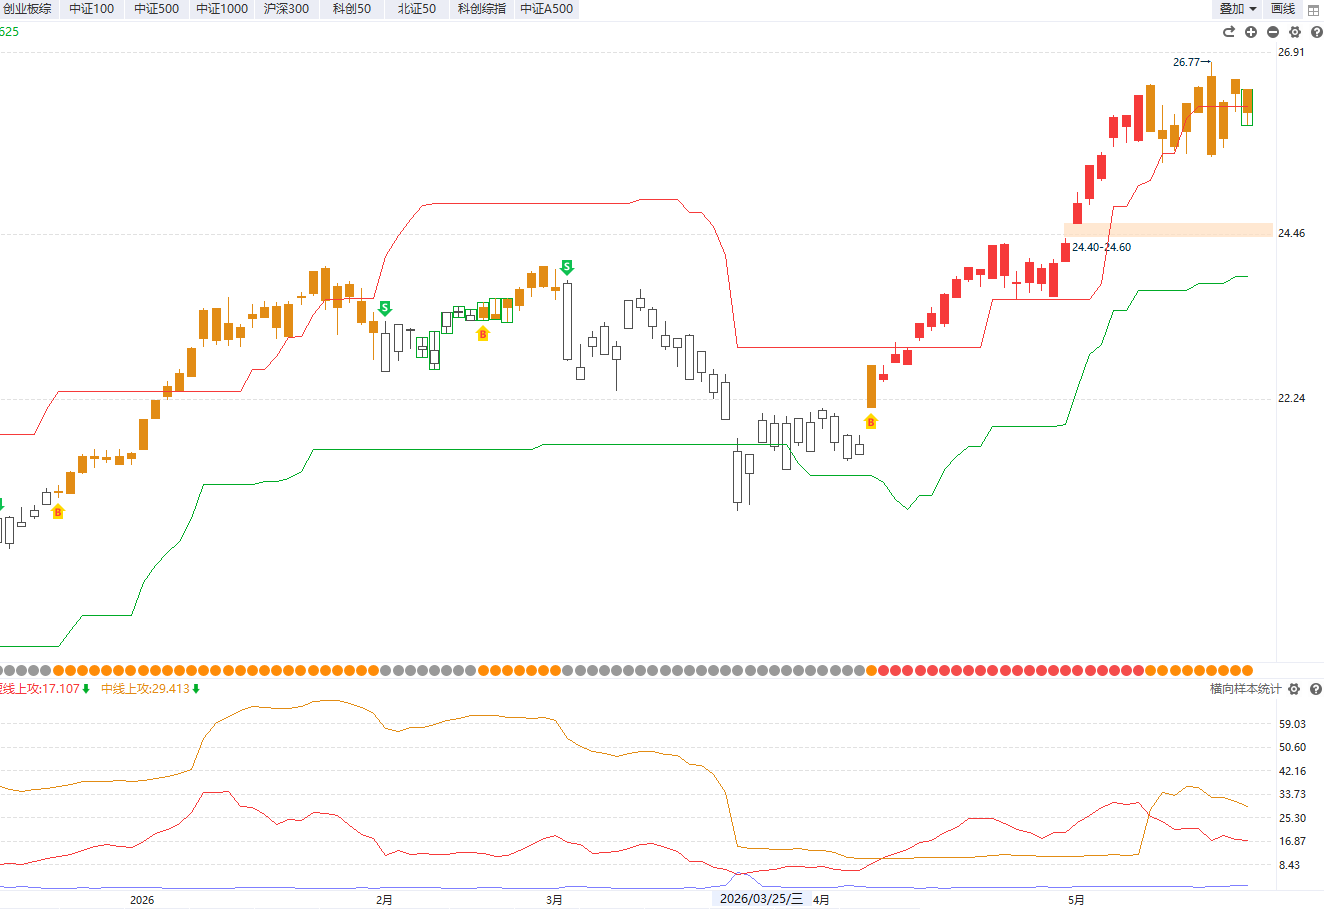 创业板综 中证100 中证500 中证1000 沪深300 科创50 北证50 科创综指 中证A500 叠加 画线
625
26.91
26.77
S
S
24.46
24.40-24.60
B
22.24
B
B
线上攻:17.107 中线上攻:29.413 横向样本统计
59.03
50.60
42.16
33.73
25.30
16.87
8.43
2026 2月 3月 2026/03/25/三 4月 5月